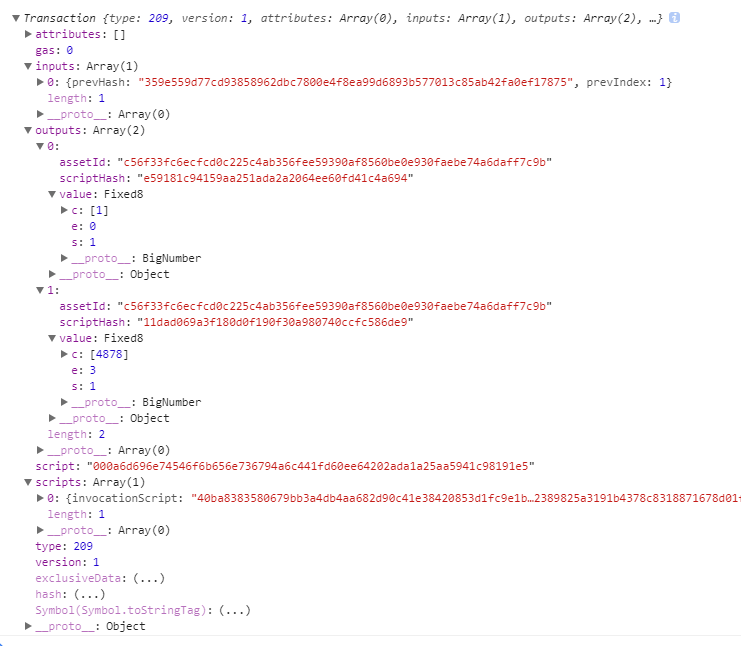 ▼Transaction {type: 209, version: 1, attributes: Array(0), inputs: Array(1), outputs: Array(2), …} i
▶attributes: []
gas: 0
▼inputs: Array(1)
▶0: {prevHash: "359e559d77cd93858962dbc7800e4f8ea99d6893b577013c85ab42fa0ef17875", prevIndex: 1}
length: 1
▶__proto__: Array(0)
▼outputs: Array(2)
▼0:
assetId: "c56f33fc6ecfcd0c225c4ab356fee59390af8560be0e930faebe74a6daff7c9b"
scriptHash: "e59181c94159aa251ada2a2064ee60fd41c4a694"
▼value: Fixed8
▶c: [1]
e: 0
s: 1
▶__proto__: BigNumber
▶__proto__: Object
▼1:
assetId: "c56f33fc6ecfcd0c225c4ab356fee59390af8560be0e930faebe74a6daff7c9b"
scriptHash: "11dad069a3f180d0f190f30a980740ccfc586de9"
▼value: Fixed8
▶c: [4878]
e: 3
s: 1
▶__proto__: BigNumber
▶__proto__: Object
length: 2
▶__proto__: Array(0)
script: "000a6d696e74546f6b656e736794a6c441fd60ee64202ada1a25aa5941c98191e5"
▼scripts: Array(1)
▶0: {invocationScript: "40ba8383580679bb3a4db4aa682d90c41e38420853d1fc9e1b…2389825a3191b4378c8318871678d01
length: 1
▶__proto__: Array(0)
type: 209
version: 1
exclusiveData: (...)
hash: (...)
Symbol(Symbol.toStringTag): (...)
▶__proto__: Object